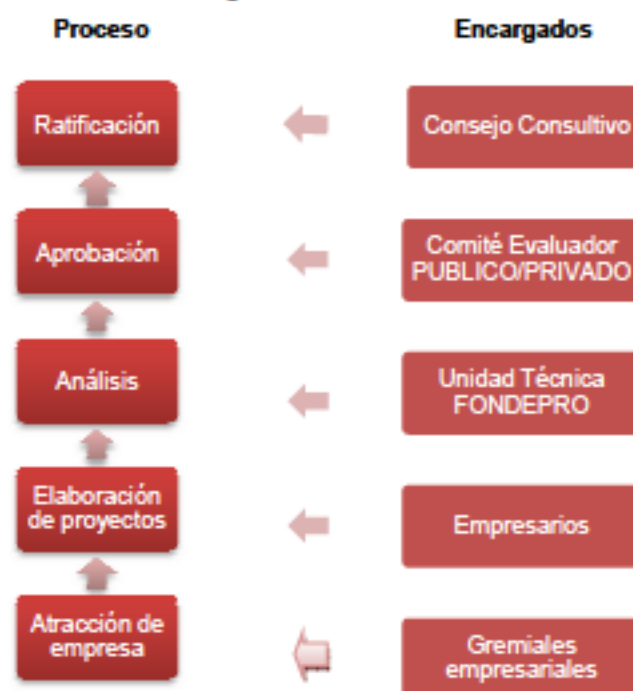 Proceso
Encargados
Ratificación
Consejo Consultivo
Aprobación
Comité Evaluador
PUBLICO/PRIVADO
Análisis
Unidad Técnica
FONDEPRO
Elaboración
de proyectos
Empresarios
Atracción de
empresa
Gremiales
empresariales